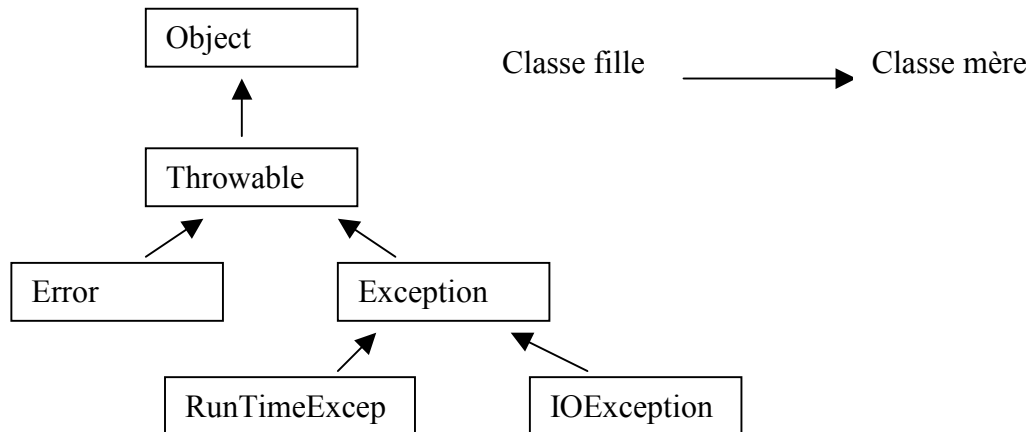 Object
Classe fille
Classe mère
Throwable
Error
Exception
RunTimeExcep
IOException